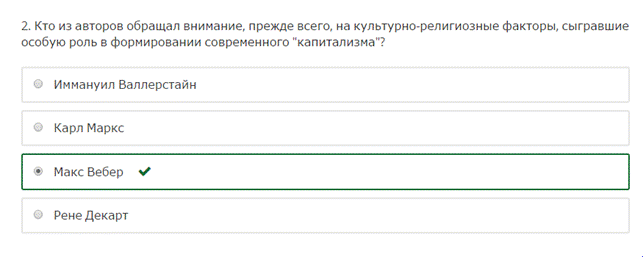 2. Кто из авторов обращал внимание, прежде всего, на культурно-религиозные факторы, сыгравшие
особую роль в формировании современного "капитализма"?
Иммануил Валлерстайн
Карл Маркс
Макс Вебер
Рене Декарт